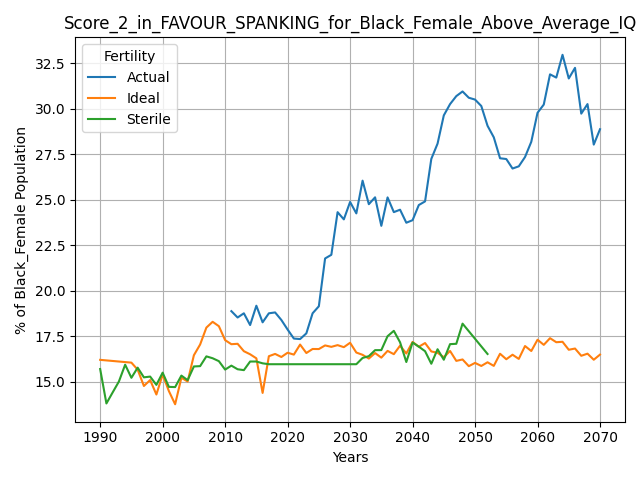 Score_2_in_FAVOUR_SPANKING_for_Black_Female_Above_Average_IQ
Fertility
Actual
Ideal
Sterile
% of Black_Female Population
32.5
30.0
27.5
25.0
22.5
20.0
17.5
15.0
1990 2000 2010 2020 2030 2040 2050 2060 2070
Years